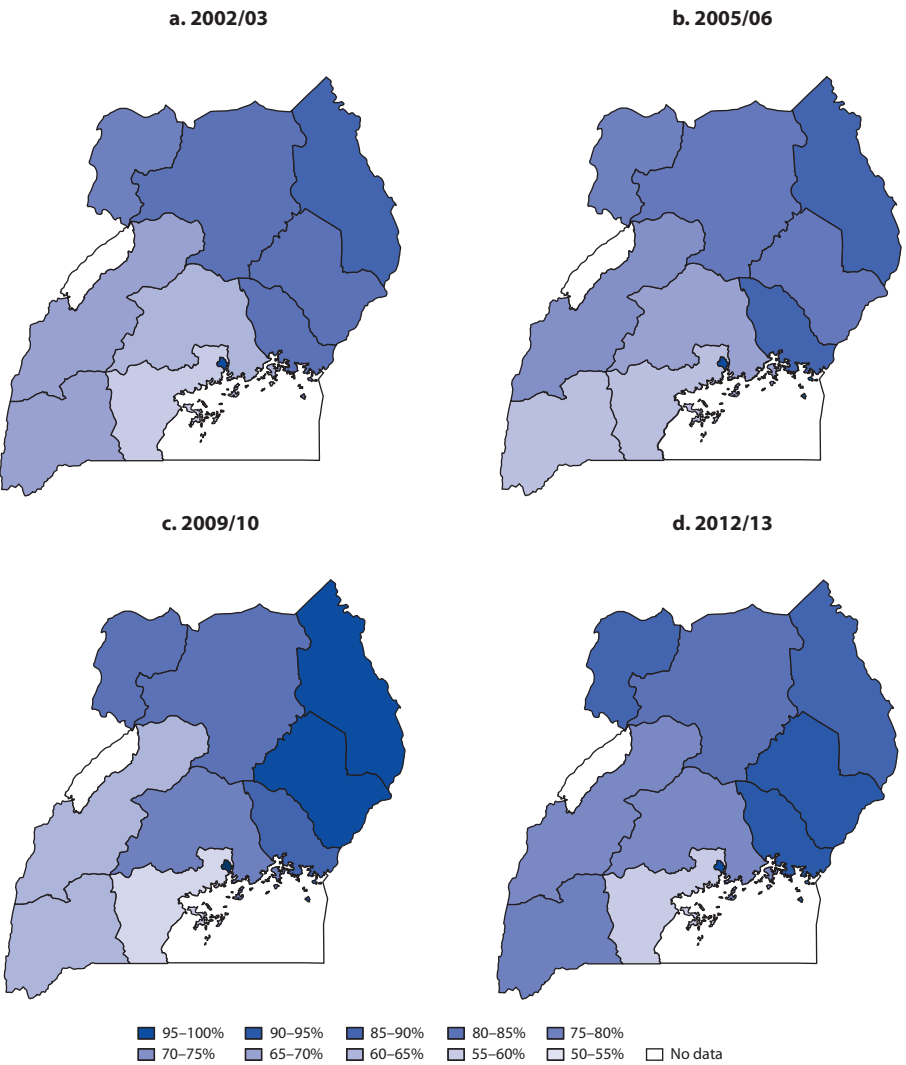 a. 2002/03
b. 2005/06
c. 2009/10
d. 2012/13
95–100% 90–95% 85–90% 80–85% 75–80%
70–75% 65–70% 60–65% 55–60% 50–55% No data